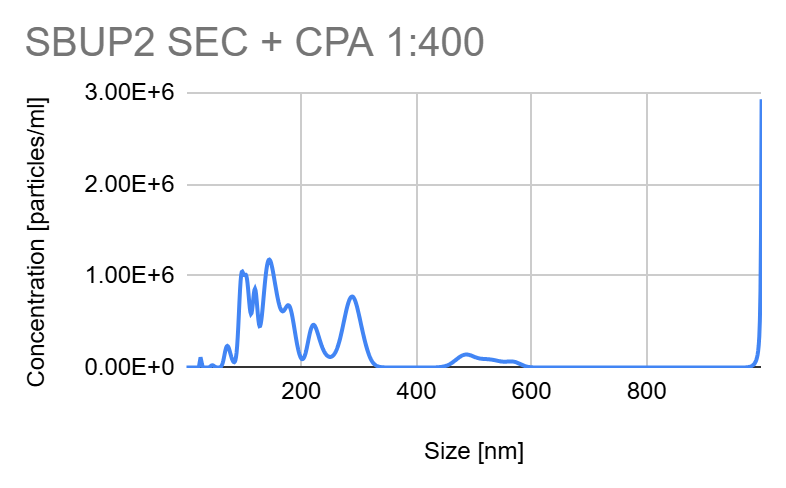 SBUP2 SEC + CPA 1:400
Concentration [particles/ml]
3.00E+6
2.00E+6
1.00E+6
0.00E+0
200 400 600 800
Size [nm]